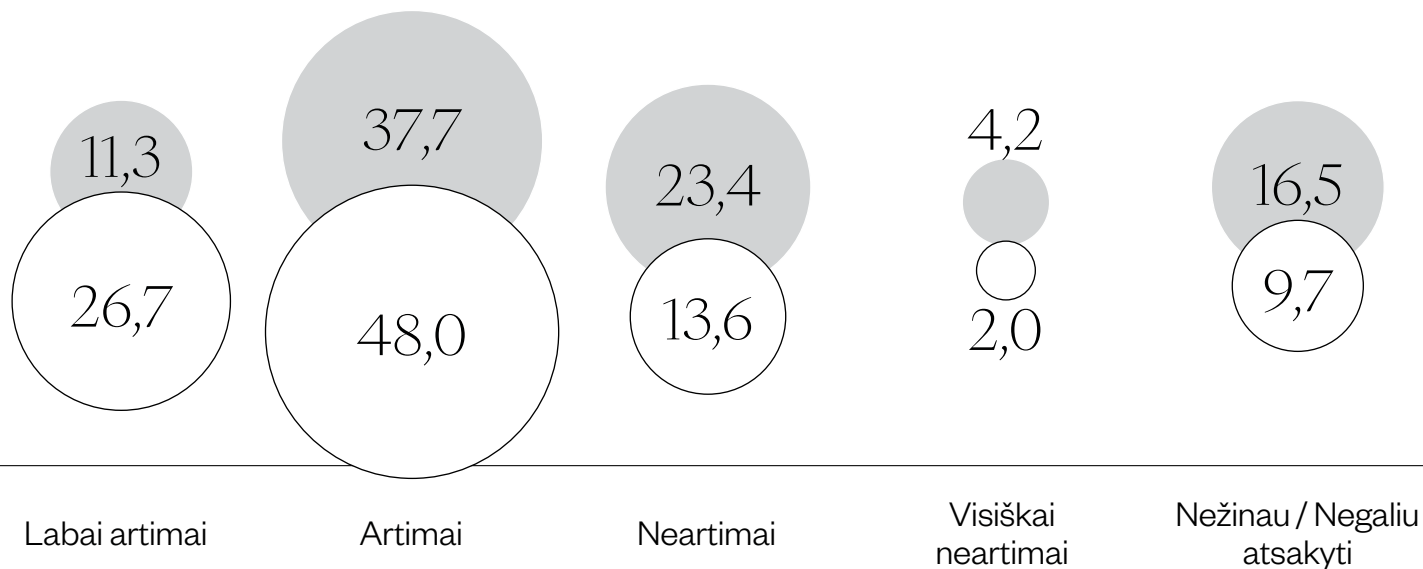 11,3
26,7
37,7
48,0
23,4
13,6
4,2
2,0
16,5
9,7
Labai artimai
Artimai
Neartimai
Visiškai
neartimai
Nežinau / Negaliu
atsakyti